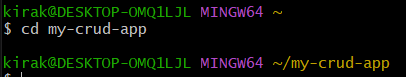 kirak@DESKTOP-OMQ1LJL MINGW64 ~
$ cd my-crud-app
kirak@DESKTOP-OMQ1LJL MINGW64 ~/my-crud-app
$